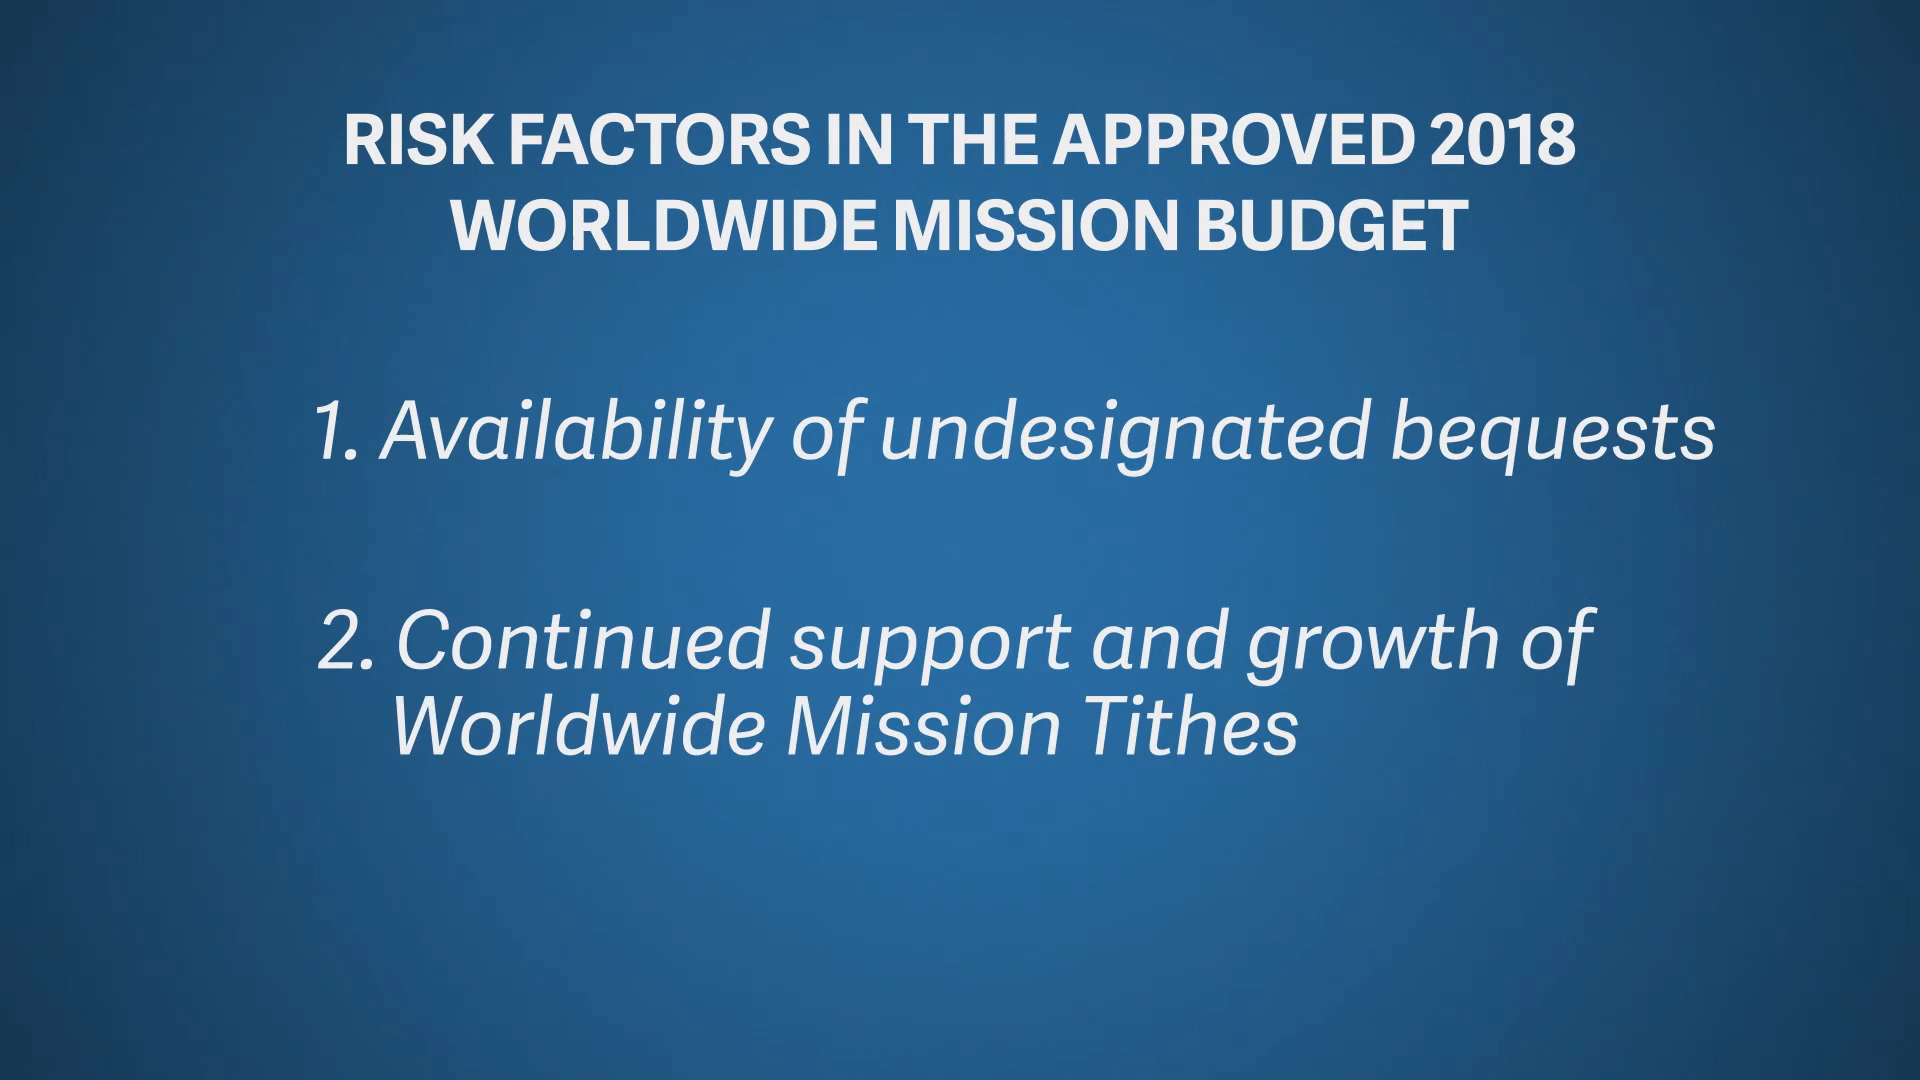 RISK FACTORS IN THE APPROVED 2018
WORLDWIDE MISSION BUDGET
1. Availability of undesignated bequests
2. Continued support and growth of
Worldwide Mission Tithes